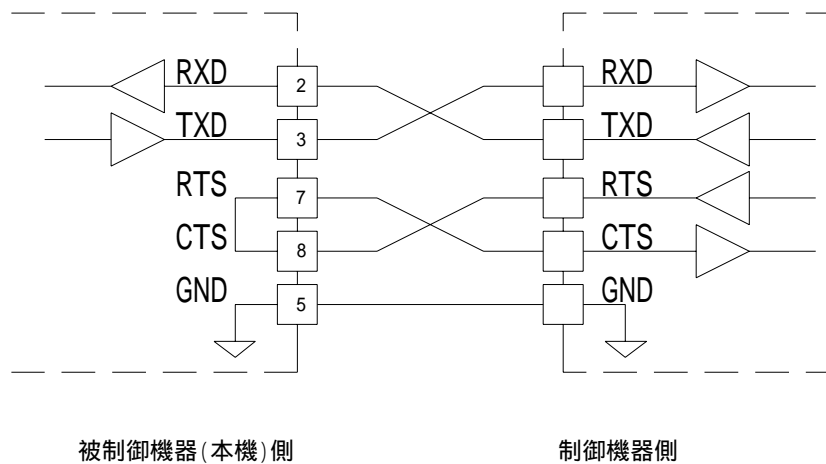 RXD 2 RXD
TXD 3 TXD
RTS 7 RTS
CTS 8 CTS
GND 5 GND
被制御機器(本機)側 制御機器側